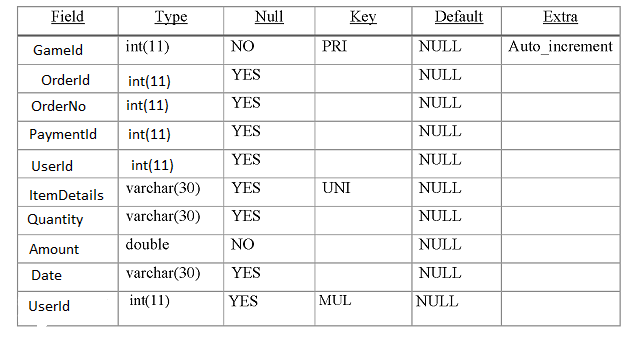 Field Type Null Key Default Extra
GameId int(11) NO PRI NULL Auto_increment
OrderId int(11) YES NULL
OrderNo int(11) YES NULL
PaymentId int(11) YES NULL
UserId int(11) YES NULL
ItemDetails varchar(30) YES UNI NULL
Quantity varchar(30) YES NULL
Amount double NO NULL
Date varchar(30) YES NULL
UserId int(11) YES MUL NULL